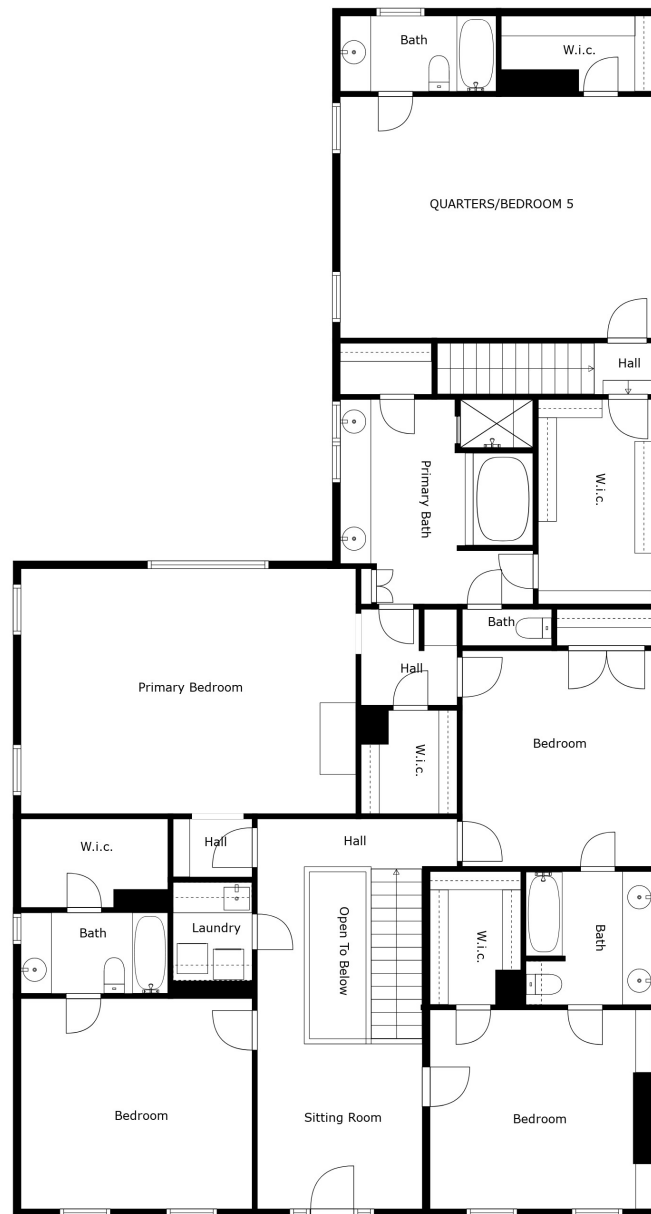 Bath
W.i.c.
QUARTERS/BEDROOM 5
Hall
Primary Bath
W.i.c.
Bath
Hall
Primary Bedroom
Bedroom
W.i.c.
Hall
Hall
W.i.c.
Open To Below
Laundry
Bath
W.i.c.
Bath
Bedroom
Sitting Room
Bedroom